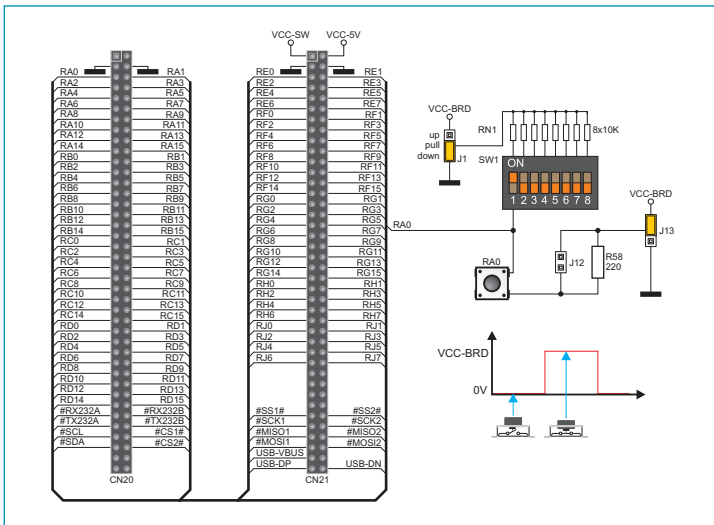 VCC-SW VCC-5V
RA0 RA1
RA2 RA3
RA4 RA5
RA6 RA7
RA8 RA9
RA10 RA11
RA12 RA13
RA14 RA15
RB0 RB1
RB2 RB3
RB4 RB5
RB6 RB7
RB8 RB9
RB10 RB11
RB12 RB13
RB14 RB15
RC0 RC1
RC2 RC3
RC4 RC5
RC6 RC7
RC8 RC9
RC10 RC11
RC12 RC13
RC14 RC15
RD0 RD1
RD2 RD3
RD4 RD5
RD6 RD7
RD8 RD9
RD10 RD11
RD12 RD13
RD14 RD15
#RX232A #RX232B
#TX232A #TX232B
#SCL #CS1#
#SDA #CS2#
CN20
RE0 RE1
RE2 RE3
RE4 RE5
RE6 RE7
RF0 RF1
RF2 RF3
RF4 RF5
RF6 RF7
RF8 RF9
RF10 RF11
RF12 RF13
RF14 RF15
RG0 RG1
RG2 RG3
RG4 RG5
RG6 RG7
RG8 RG9
RG10 RG11
RG12 RG13
RG14 RG15
RH0 RH1
RH2 RH3
RH4 RH5
RH6 RH7
RJ0 RJ1
RJ2 RJ3
RJ4 RJ5
RJ6 RJ7
#SS1# #SS2#
#SCK1 #SCK2
#MISO1 #MISO2
#MOSI1 #MOSI2
USB-VBUS
USB-DP USB-DN
CN21
VCC-BRD
up
pull
down
J1
RN1
8x10K
SW1
ON
1 2 3 4 5 6 7 8
RA0
RA0
J12
R58
220
VCC-BRD
J13
VCC-BRD
0V